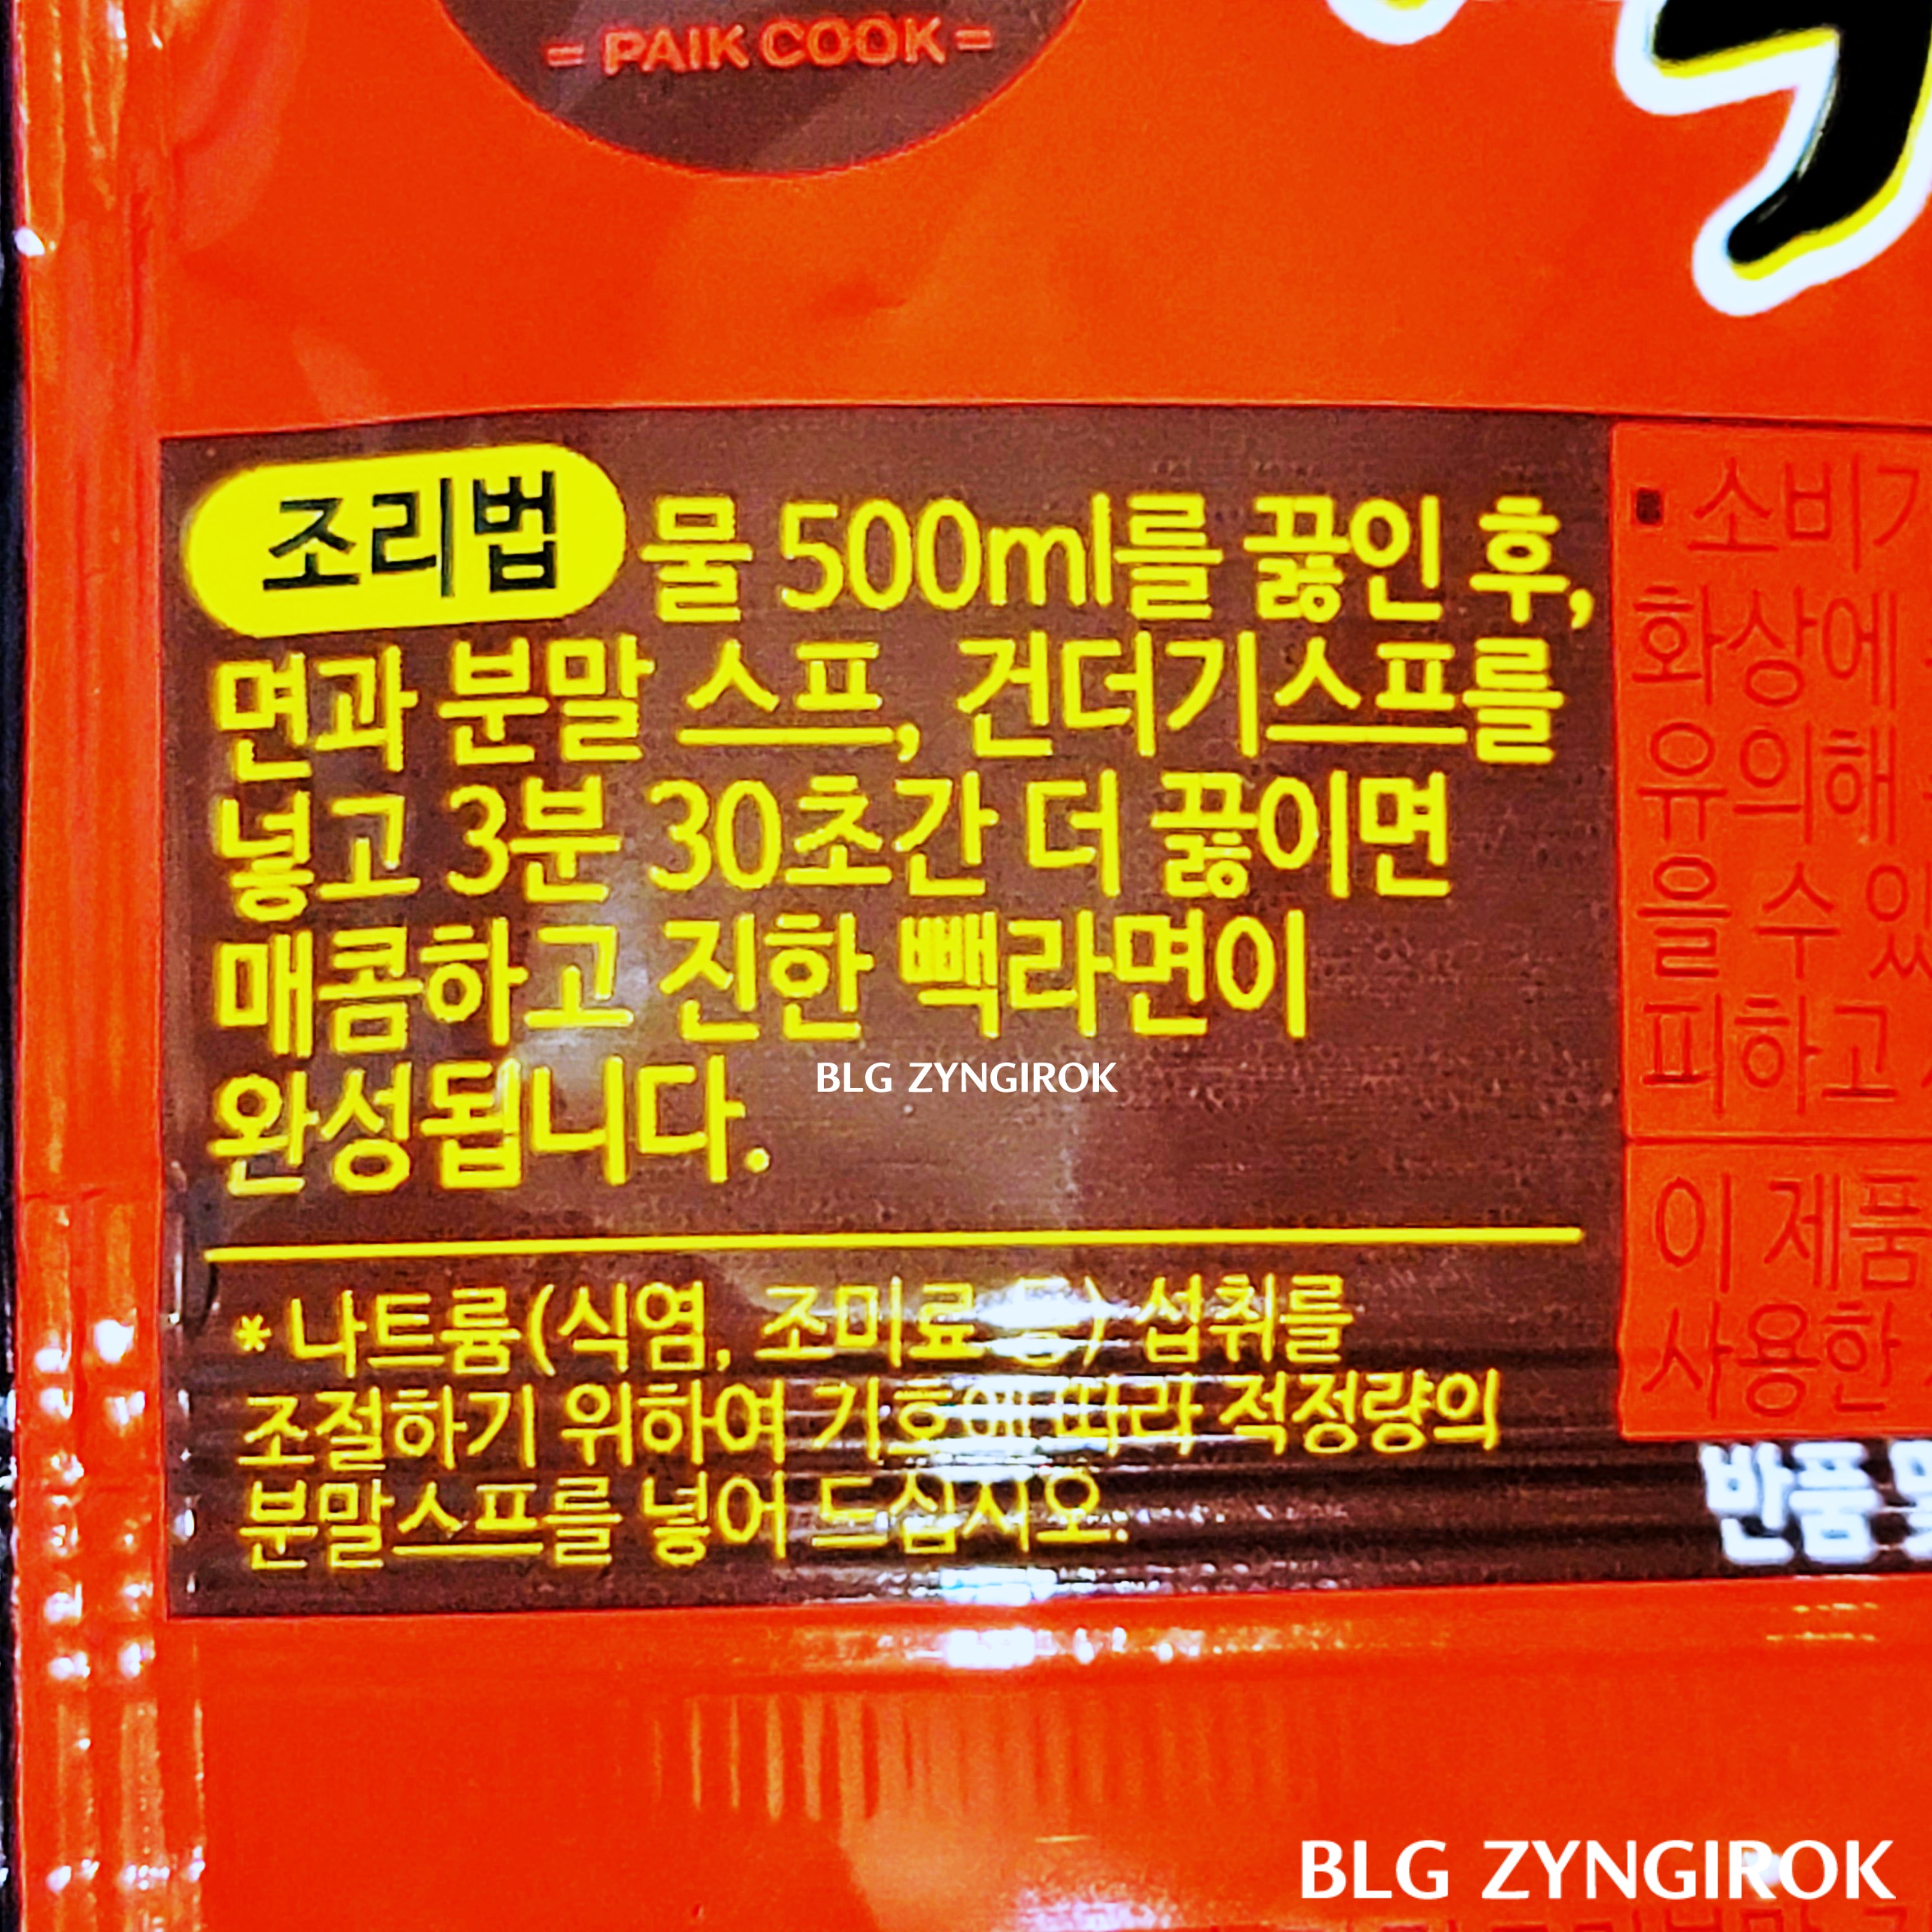 = PAIK COOK =
조리법 물 500ml를 끓인 후,
면과 분말 스프, 건더기스프를
넣고 3분 30초간 더 끓이면
매콤하고 진한 빽라면이
완성됩니다.
BLG ZYNGIROK
* 나트륨(식염, 조미료 등) 섭취를
조절하기 위하여 기호에 따라 적정량의
분말스프를 넣어 드십시오.
▪ 소비기
화상에
유의해
을 수 있
피하고
이 제품
사용한
반품 및
BLG ZYNGIROK